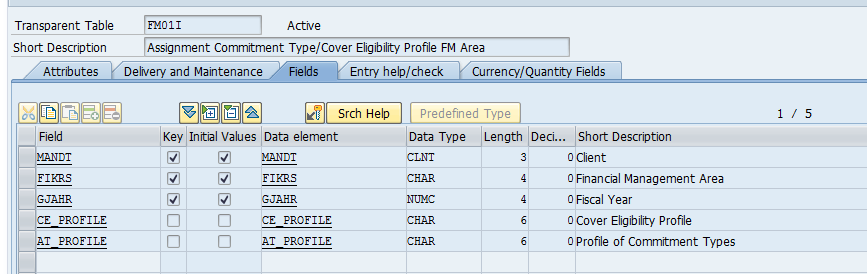 Transparent Table FM01I Active
Short Description Assignment Commitment Type/Cover Eligibility Profile FM Area
Attributes Delivery and Maintenance Fields Entry help/check Currency/Quantity Fields
Srch Help Predefined Type 1 / 5
Field Key Initial Values Data element Data Type Length Deci... Short Description
MANDT MANDT CLNT 3 0 Client
FIKRS FIKRS CHAR 4 0 Financial Management Area
GJAHR GJAHR NUMC 4 0 Fiscal Year
CE_PROFILE CE_PROFILE CHAR 6 0 Cover Eligibility Profile
AT_PROFILE AT_PROFILE CHAR 6 0 Profile of Commitment Types